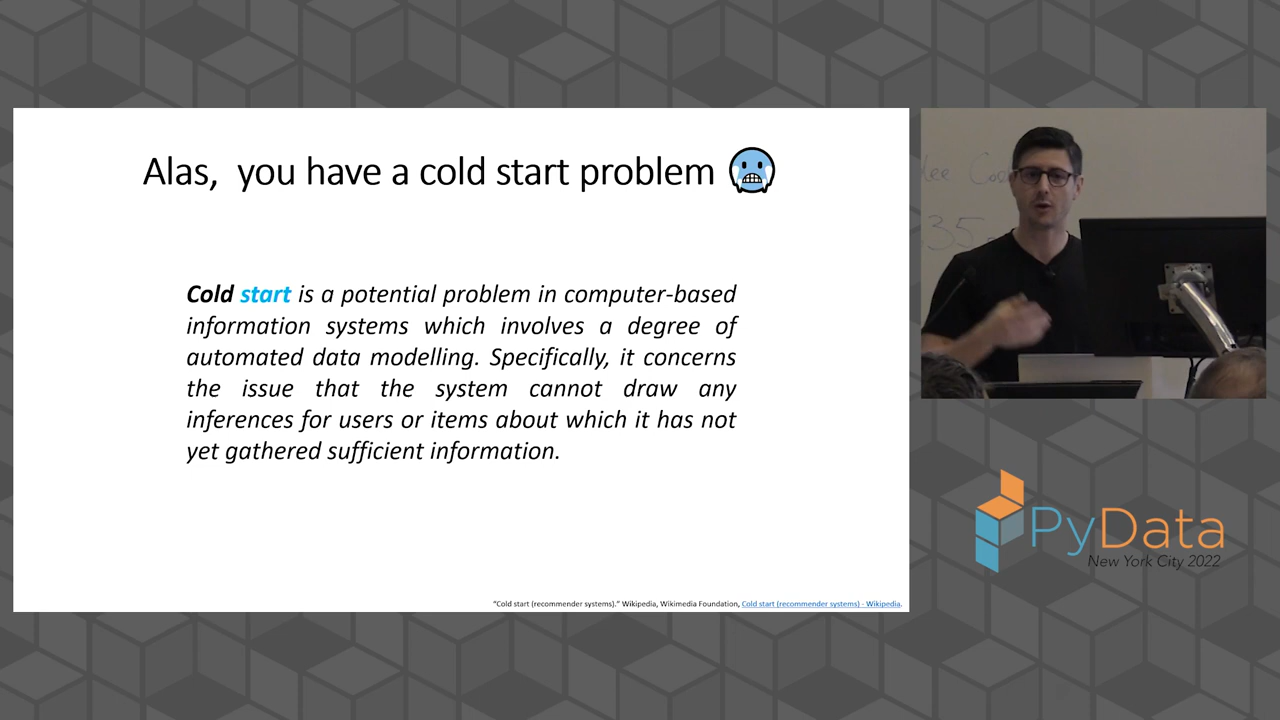 Alas,  you have a cold start problem 🥶
Cold start is a potential problem in computer-based
information systems which involves a degree of
automated data modelling. Specifically, it concerns
the issue that the system cannot draw any
inferences for users or items about which it has not
yet gathered sufficient information.
"Cold start (recommender systems)." Wikipedia, Wikimedia Foundation, Cold start (recommender systems) - Wikipedia.
35
PyData
New York City 2022